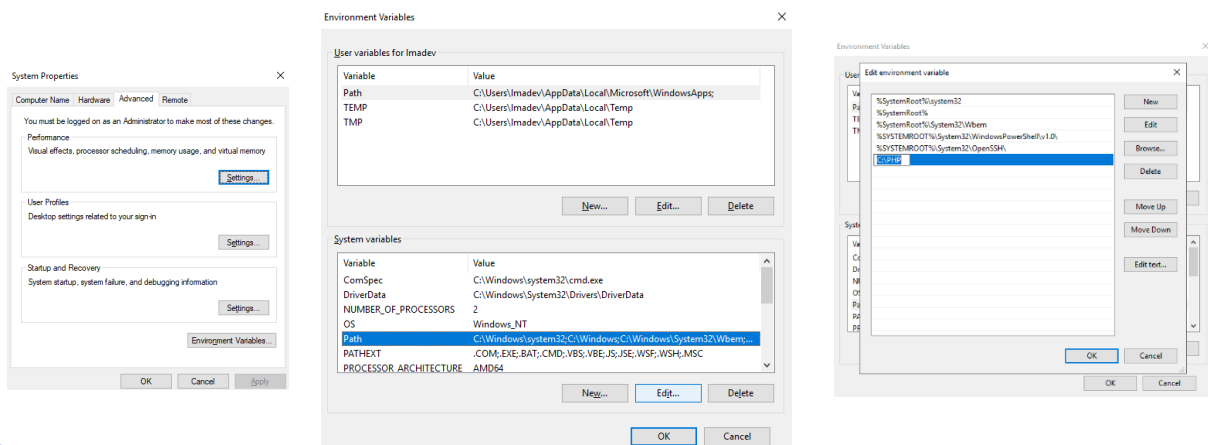 System Properties
Computer Name Hardware Advanced Remote
You must be logged on as an Administrator to make most of these changes.
Performance
Visual effects, processor scheduling, memory usage, and virtual memory
Settings...
User Profiles
Desktop settings related to your sign-in
Settings...
Startup and Recovery
System startup, system failure, and debugging information
Settings...
Environment Variables...
OK Cancel Apply
Environment Variables
User variables for Imadev
Variable Value
Path C:\Users\Imadev\AppData\Local\Microsoft\WindowsApps;
TEMP C:\Users\Imadev\AppData\Local\Temp
TMP C:\Users\Imadev\AppData\Local\Temp
New... Edit... Delete
System variables
Variable Value
ComSpec C:\Windows\system32\cmd.exe
DriverData C:\Windows\System32\Drivers\DriverData
NUMBER_OF_PROCESSORS 2
OS Windows_NT
Path C:\Windows\system32;C:\Windows;C:\Windows\System32\Wbem;...
PATHEXT .COM;.EXE;.BAT;.CMD;.VBS;.VBE;.JS;.JSE;.WSF;.WSH;.MSC
PROCESSOR_ARCHITECTURE AMD64
New... Edit... Delete
OK Cancel
Environment Variables
User
Edit environment variable
%SystemRoot%\system32
%SystemRoot%
%SystemRoot%\System32\Wbem
%SYSTEMROOT%\System32\WindowsPowerShell\v1.0\
%SYSTEMROOT%\System32\OpenSSH\
C:\PHP
New
Edit
Browse...
Delete
Move Up
Move Down
Edit text...
OK Cancel
Syst
OK Cancel